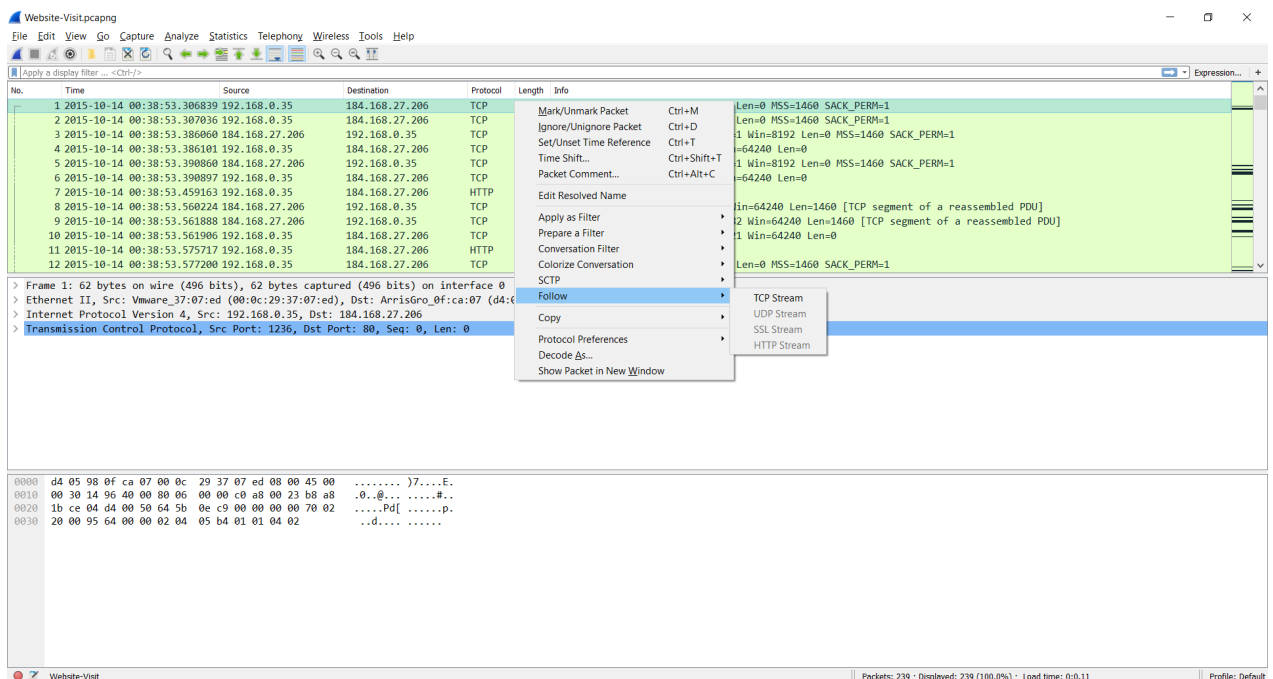 Website-Visit.pcapng
File Edit View Go Capture Analyze Statistics Telephony Wireless Tools Help
Apply a display filter ... <Ctrl-/> Expression... +
No. Time Source Destination Protocol Length Info
1 2015-10-14 00:38:53.306839 192.168.0.35 184.168.27.206 TCP Len=0 MSS=1460 SACK_PERM=1
2 2015-10-14 00:38:53.307036 192.168.0.35 184.168.27.206 TCP Len=0 MSS=1460 SACK_PERM=1
3 2015-10-14 00:38:53.386060 184.168.27.206 192.168.0.35 TCP =1 Win=8192 Len=0 MSS=1460 SACK_PERM=1
4 2015-10-14 00:38:53.386101 192.168.0.35 184.168.27.206 TCP =64240 Len=0
5 2015-10-14 00:38:53.390860 184.168.27.206 192.168.0.35 TCP =1 Win=8192 Len=0 MSS=1460 SACK_PERM=1
6 2015-10-14 00:38:53.390897 192.168.0.35 184.168.27.206 TCP =64240 Len=0
7 2015-10-14 00:38:53.459163 192.168.0.35 184.168.27.206 HTTP
8 2015-10-14 00:38:53.560224 184.168.27.206 192.168.0.35 TCP Win=64240 Len=1460 [TCP segment of a reassembled PDU]
9 2015-10-14 00:38:53.561888 184.168.27.206 192.168.0.35 TCP 2 Win=64240 Len=1460 [TCP segment of a reassembled PDU]
10 2015-10-14 00:38:53.561906 192.168.0.35 184.168.27.206 TCP 1 Win=64240 Len=0
11 2015-10-14 00:38:53.575717 192.168.0.35 184.168.27.206 HTTP
12 2015-10-14 00:38:53.577200 192.168.0.35 184.168.27.206 TCP Len=0 MSS=1460 SACK_PERM=1
Mark/Unmark Packet Ctrl+M
Ignore/Unignore Packet Ctrl+D
Set/Unset Time Reference Ctrl+T
Time Shift... Ctrl+Shift+T
Packet Comment... Ctrl+Alt+C
Edit Resolved Name
Apply as Filter
Prepare a Filter
Conversation Filter
Colorize Conversation
SCTP
Follow
Copy
Protocol Preferences
Decode As...
Show Packet in New Window
TCP Stream
UDP Stream
SSL Stream
HTTP Stream
Frame 1: 62 bytes on wire (496 bits), 62 bytes captured (496 bits) on interface 0
Ethernet II, Src: Vmware_37:07:ed (00:0c:29:37:07:ed), Dst: ArrisGro_0f:ca:07 (d4:0
Internet Protocol Version 4, Src: 192.168.0.35, Dst: 184.168.27.206
Transmission Control Protocol, Src Port: 1236, Dst Port: 80, Seq: 0, Len: 0
0000 d4 05 98 0f ca 07 00 0c 29 37 07 ed 08 00 45 00 ........ )7....E.
0010 00 30 14 96 40 00 80 06 00 00 c0 a8 00 23 b8 a8 .0..@... .....#..
0020 1b ce 04 d4 00 50 64 5b 0e c9 00 00 00 00 70 02 .....Pd[ ......p.
0030 20 00 95 64 00 00 02 04 05 b4 01 01 04 02 ..d.... ......
Website-Visit Packets: 239 · Displayed: 239 (100.0%) · Load time: 0:0.11 Profile: Default